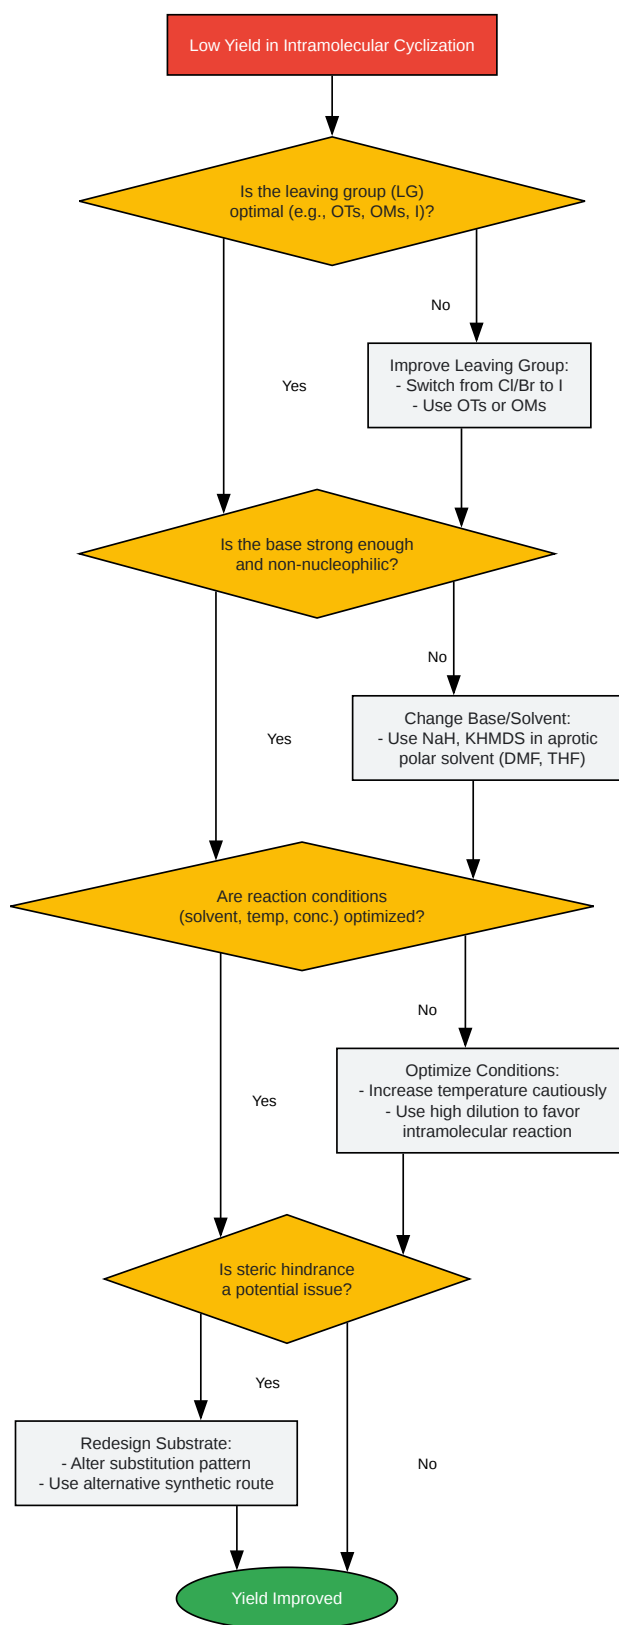 Low Yield in Intramolecular Cyclization
Is the leaving group (LG)
optimal (e.g., OTs, OMs, I)?
No
Improve Leaving Group:
- Switch from Cl/Br to I
- Use OTs or OMs
Yes
Is the base strong enough
and non-nucleophilic?
No
Change Base/Solvent:
- Use NaH, KHMDS in aprotic
polar solvent (DMF, THF)
Yes
Are reaction conditions
(solvent, temp, conc.) optimized?
No
Optimize Conditions:
- Increase temperature cautiously
- Use high dilution to favor
intramolecular reaction
Yes
Is steric hindrance
a potential issue?
Yes
Redesign Substrate:
- Alter substitution pattern
- Use alternative synthetic route
No
Yield Improved